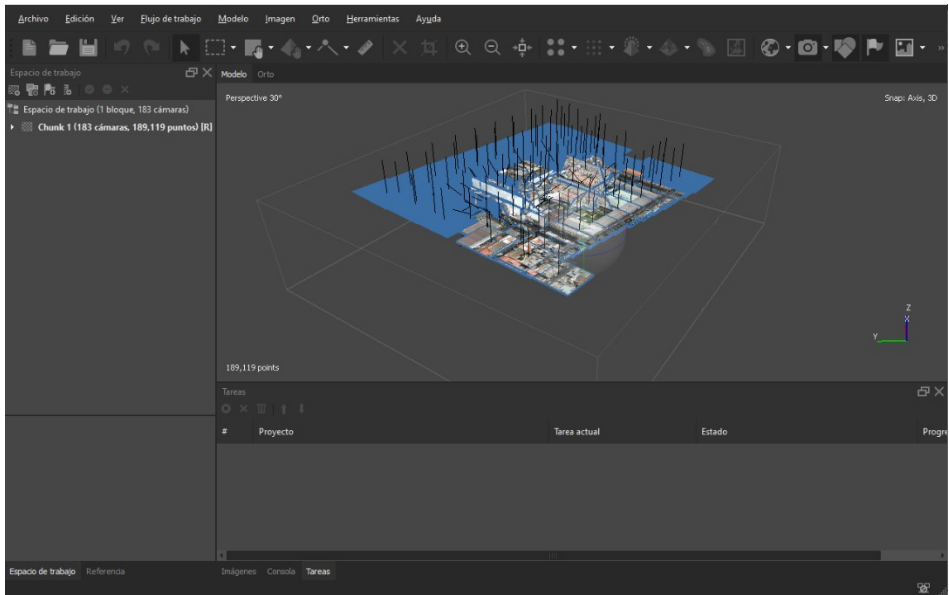 Archivo Edición Ver Flujo de trabajo Modelo Imagen Orto Herramientas Ayuda
Espacio de trabajo
Modelo Orto
Perspective 30°
Snap: Axis, 3D
Espacio de trabajo (1 bloque, 183 cámaras)
Chunk 1 (183 cámaras, 189,119 puntos) [R]
Z
X
Y
189,119 points
Tareas
# Proyecto Tarea actual Estado Progre
Espacio de trabajo Referencia
Imágenes Consola Tareas